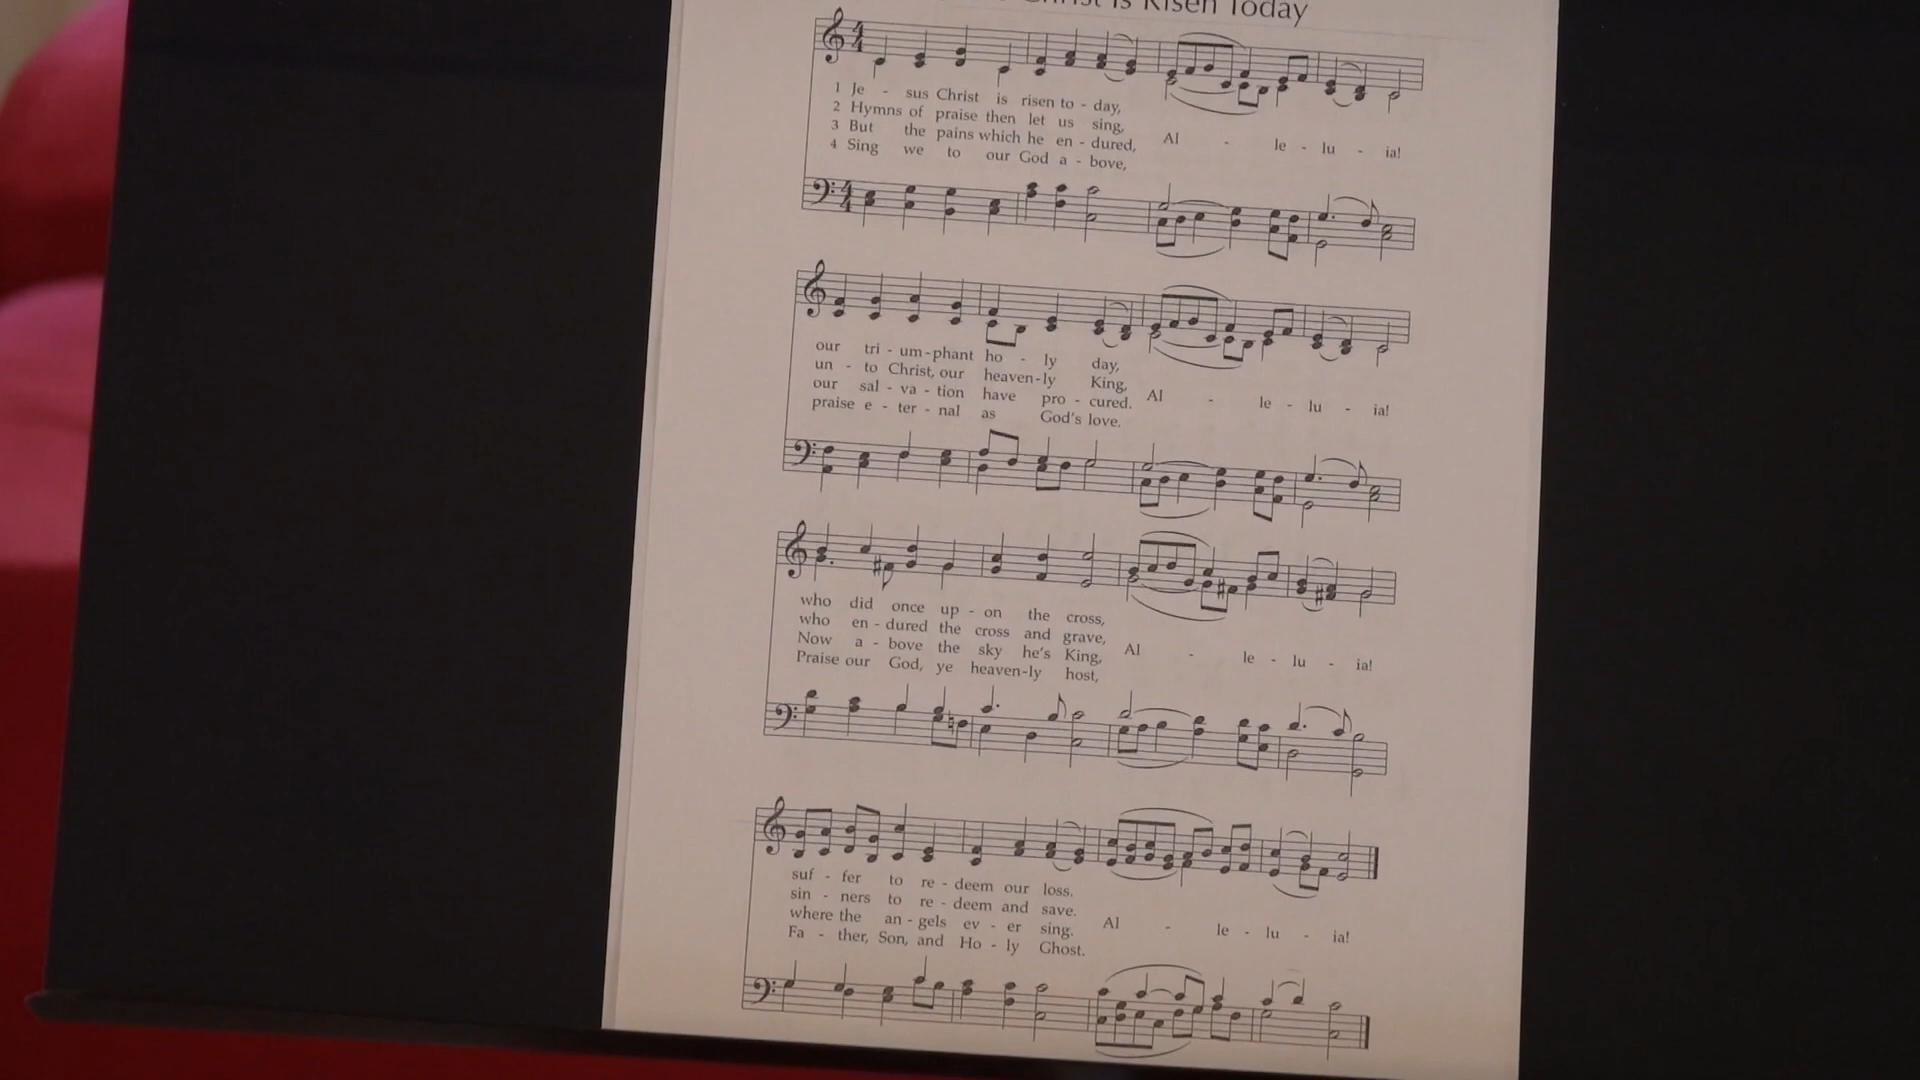 Christ is Risen Today
1 Je - sus Christ is risen to - day,
2 Hymns of praise then let us sing,
3 But the pains which he en - dured,
4 Sing we to our God a - bove,
Al - le - lu - ia!
our tri - um - phant ho - ly day,
un - to Christ, our heaven - ly King,
our sal - va - tion have pro - cured.
praise e - ter - nal as God's love.
Al - le - lu - ia!
who did once up - on the cross,
who en - dured the cross and grave,
Now a - bove the sky he's King,
Praise our God, ye heaven - ly host,
Al - le - lu - ia!
suf - fer to re - deem our loss.
sin - ners to re - deem and save.
where the an - gels ev - er sing.
Fa - ther, Son, and Ho - ly Ghost.
Al - le - lu - ia!